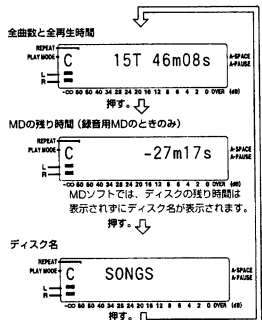 全曲数と全再生時間
REPEAT
PLAY MODE
C 15T 46m08s
A-SPACE
A-PAUSE
L
R
-∞ 60 50 40 34 28 24 20 16 12 8 6 4 2 0 OVER (dB)
押す。
MDの残り時間(録音用MDのときのみ)
REPEAT
PLAY MODE
C -27m17s
A-SPACE
A-PAUSE
L
R
-∞ 60 50 40 34 28 24 20 16 12 8 6 4 2 0 OVER (dB)
MDソフトでは、ディスクの残り時間は
表示されずにディスク名が表示されます。
押す。
ディスク名
REPEAT
PLAY MODE
C SONGS
A-SPACE
A-PAUSE
L
R
-∞ 60 50 40 34 28 24 20 16 12 8 6 4 2 0 OVER (dB)
押す。